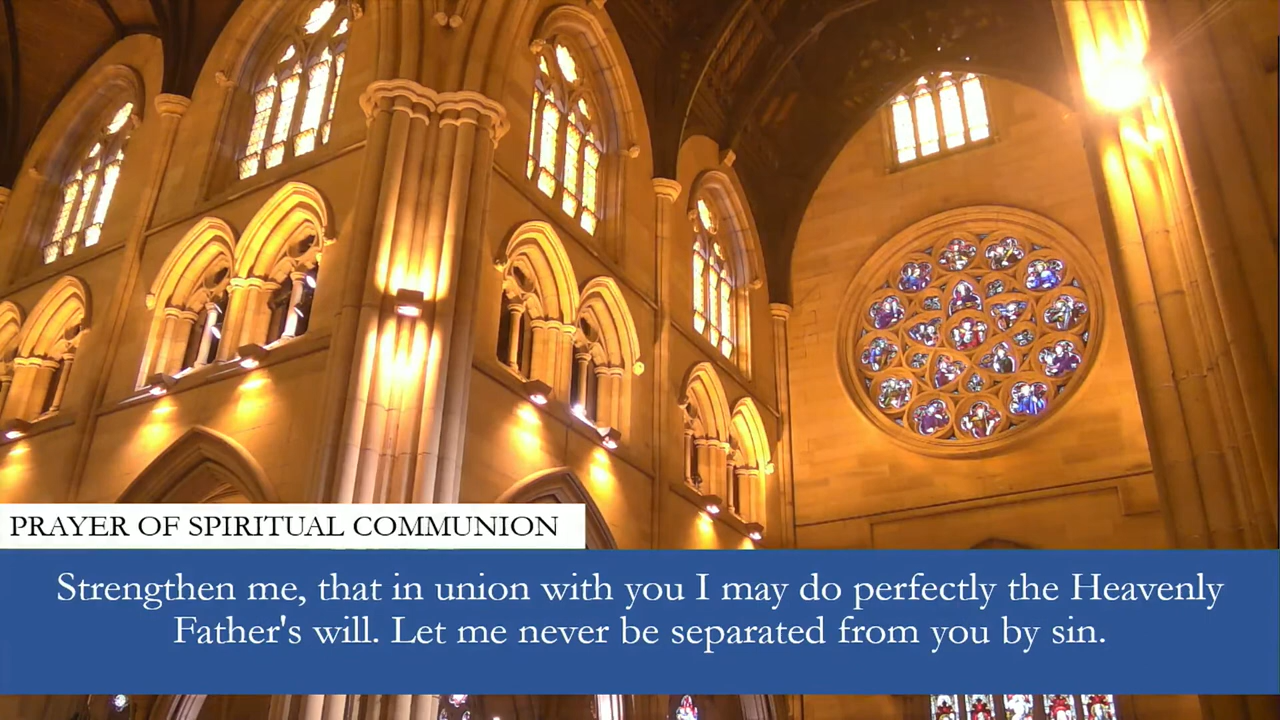 PRAYER OF SPIRITUAL COMMUNION
Strengthen me, that in union with you I may do perfectly the Heavenly
Father's will. Let me never be separated from you by sin.